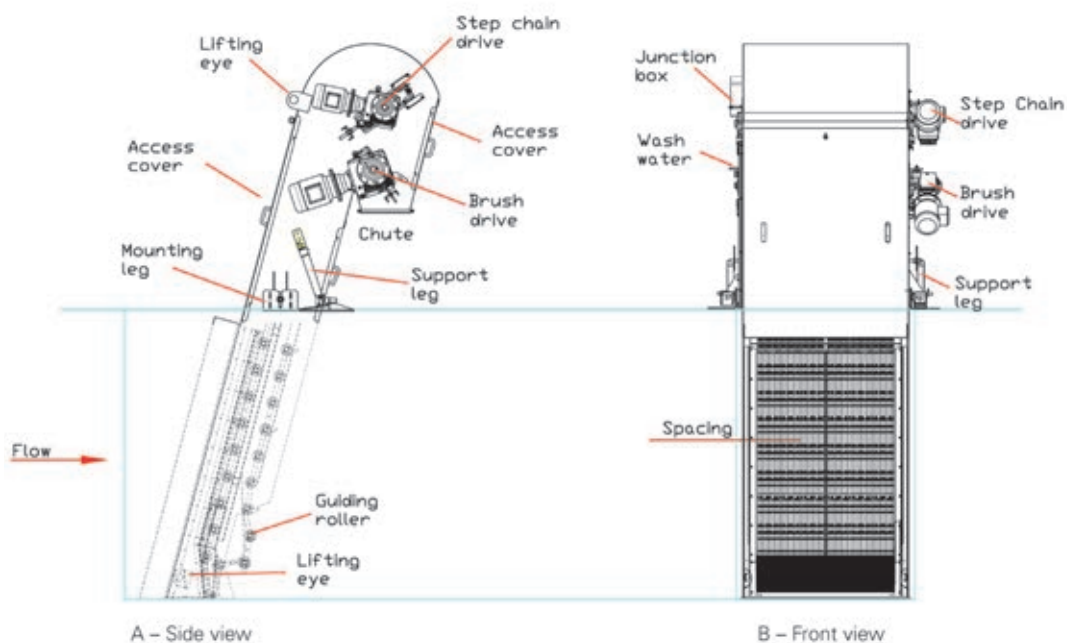 Step chain
drive
Lifting
eye
Access
cover
Access
cover
Brush
drive
Chute
Mounting
leg
Support
leg
Flow
Guiding
roller
Lifting
eye
A – Side view
Junction
box
Step Chain
drive
Wash
water
Brush
drive
Support
leg
Spacing
B – Front view